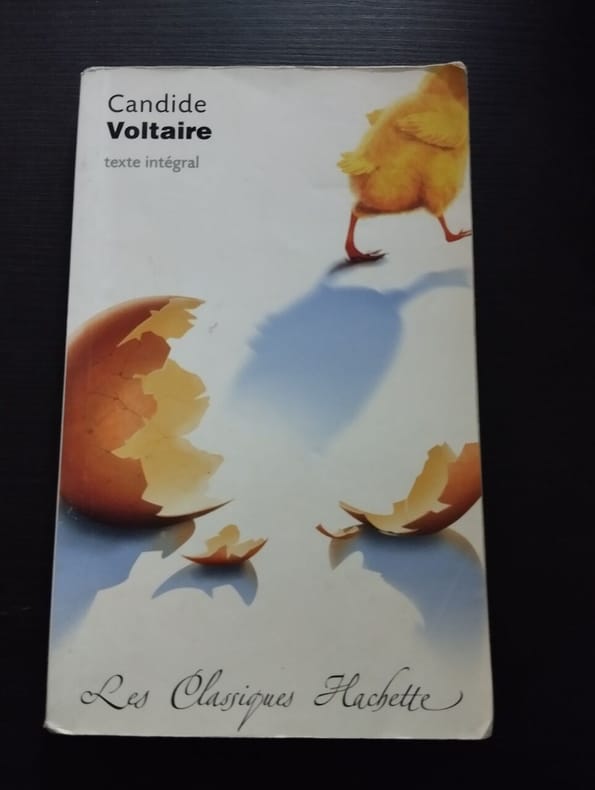 Candide
Voltaire
texte intégral
Les Classiques Hachette